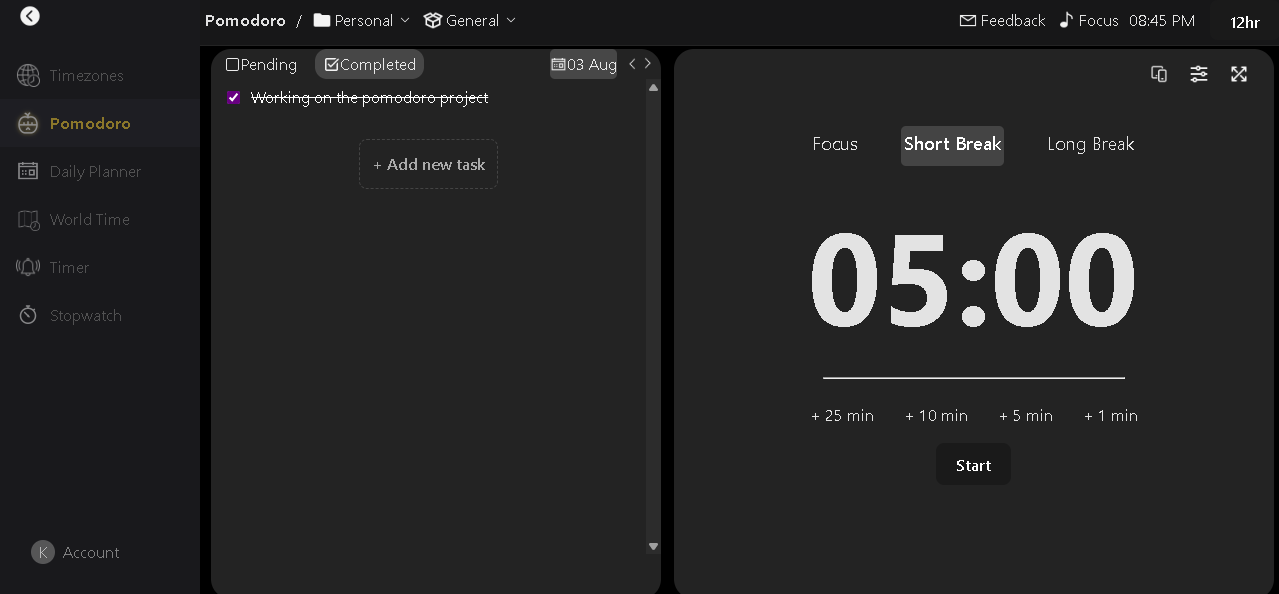 Pomodoro / Personal General Feedback Focus 08:45 PM 12hr
Timezones
Pomodoro
Daily Planner
World Time
Timer
Stopwatch
K Account
Pending Completed 03 Aug
Working on the pomodoro project
+ Add new task
Focus Short Break Long Break
05:00
+ 25 min + 10 min + 5 min + 1 min
Start